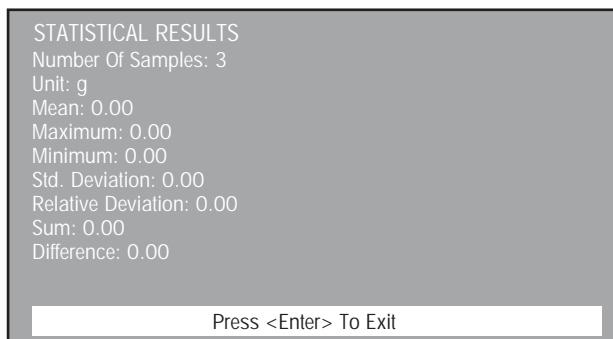 STATISTICAL RESULTS
Number Of Samples: 3
Unit: g
Mean: 0.00
Maximum: 0.00
Minimum: 0.00
Std. Deviation: 0.00
Relative Deviation: 0.00
Sum: 0.00
Difference: 0.00
Press <Enter> To Exit